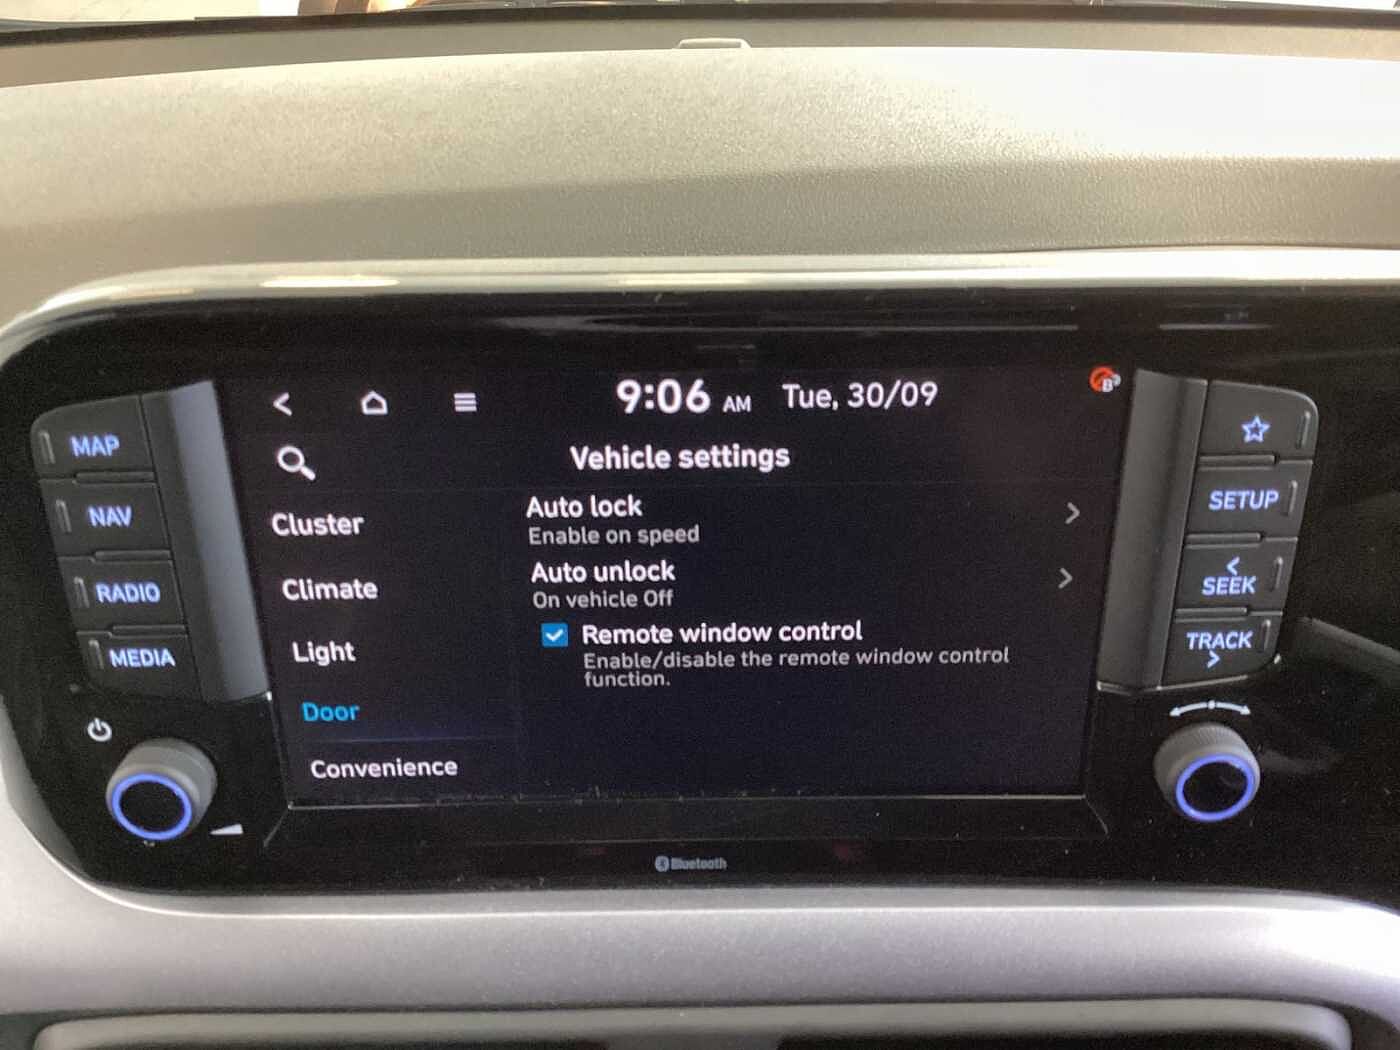 9:06 AM Tue, 30/09
Vehicle settings
MAP
NAV
RADIO
MEDIA
Cluster
Climate
Light
Door
Convenience
Auto lock
Enable on speed
Auto unlock
On vehicle Off
Remote window control
Enable/disable the remote window control
function.
SETUP
SEEK
TRACK
Bluetooth